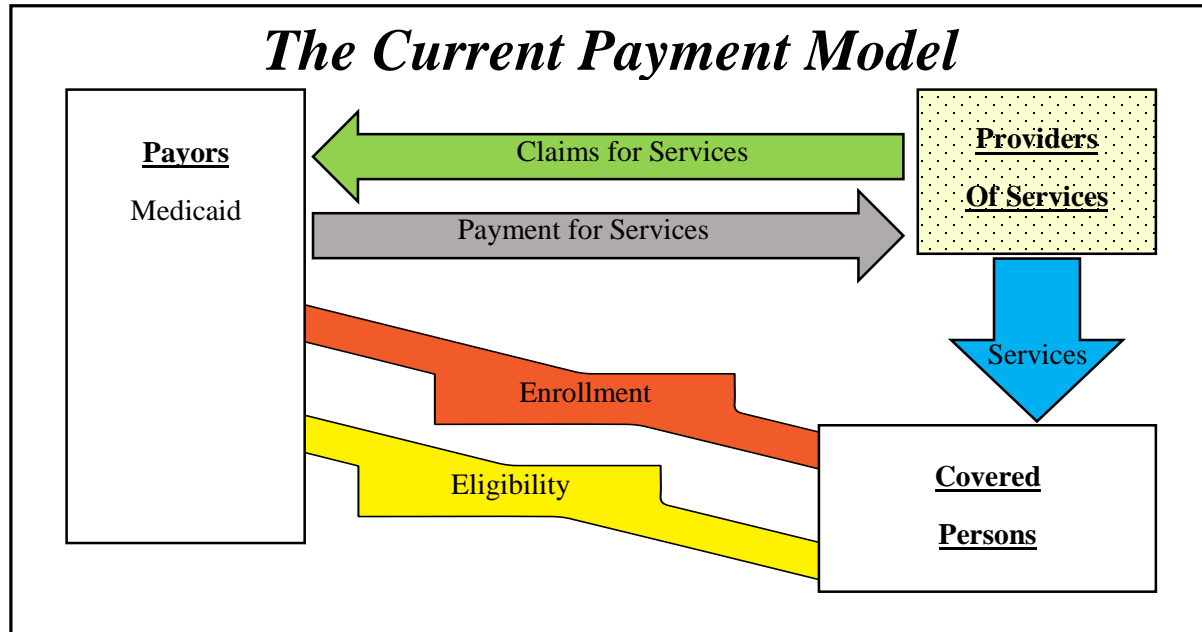 The Current Payment Model
Payors
Medicaid
Claims for Services
Payment for Services
Providers
Of Services
Services
Enrollment
Eligibility
Covered
Persons